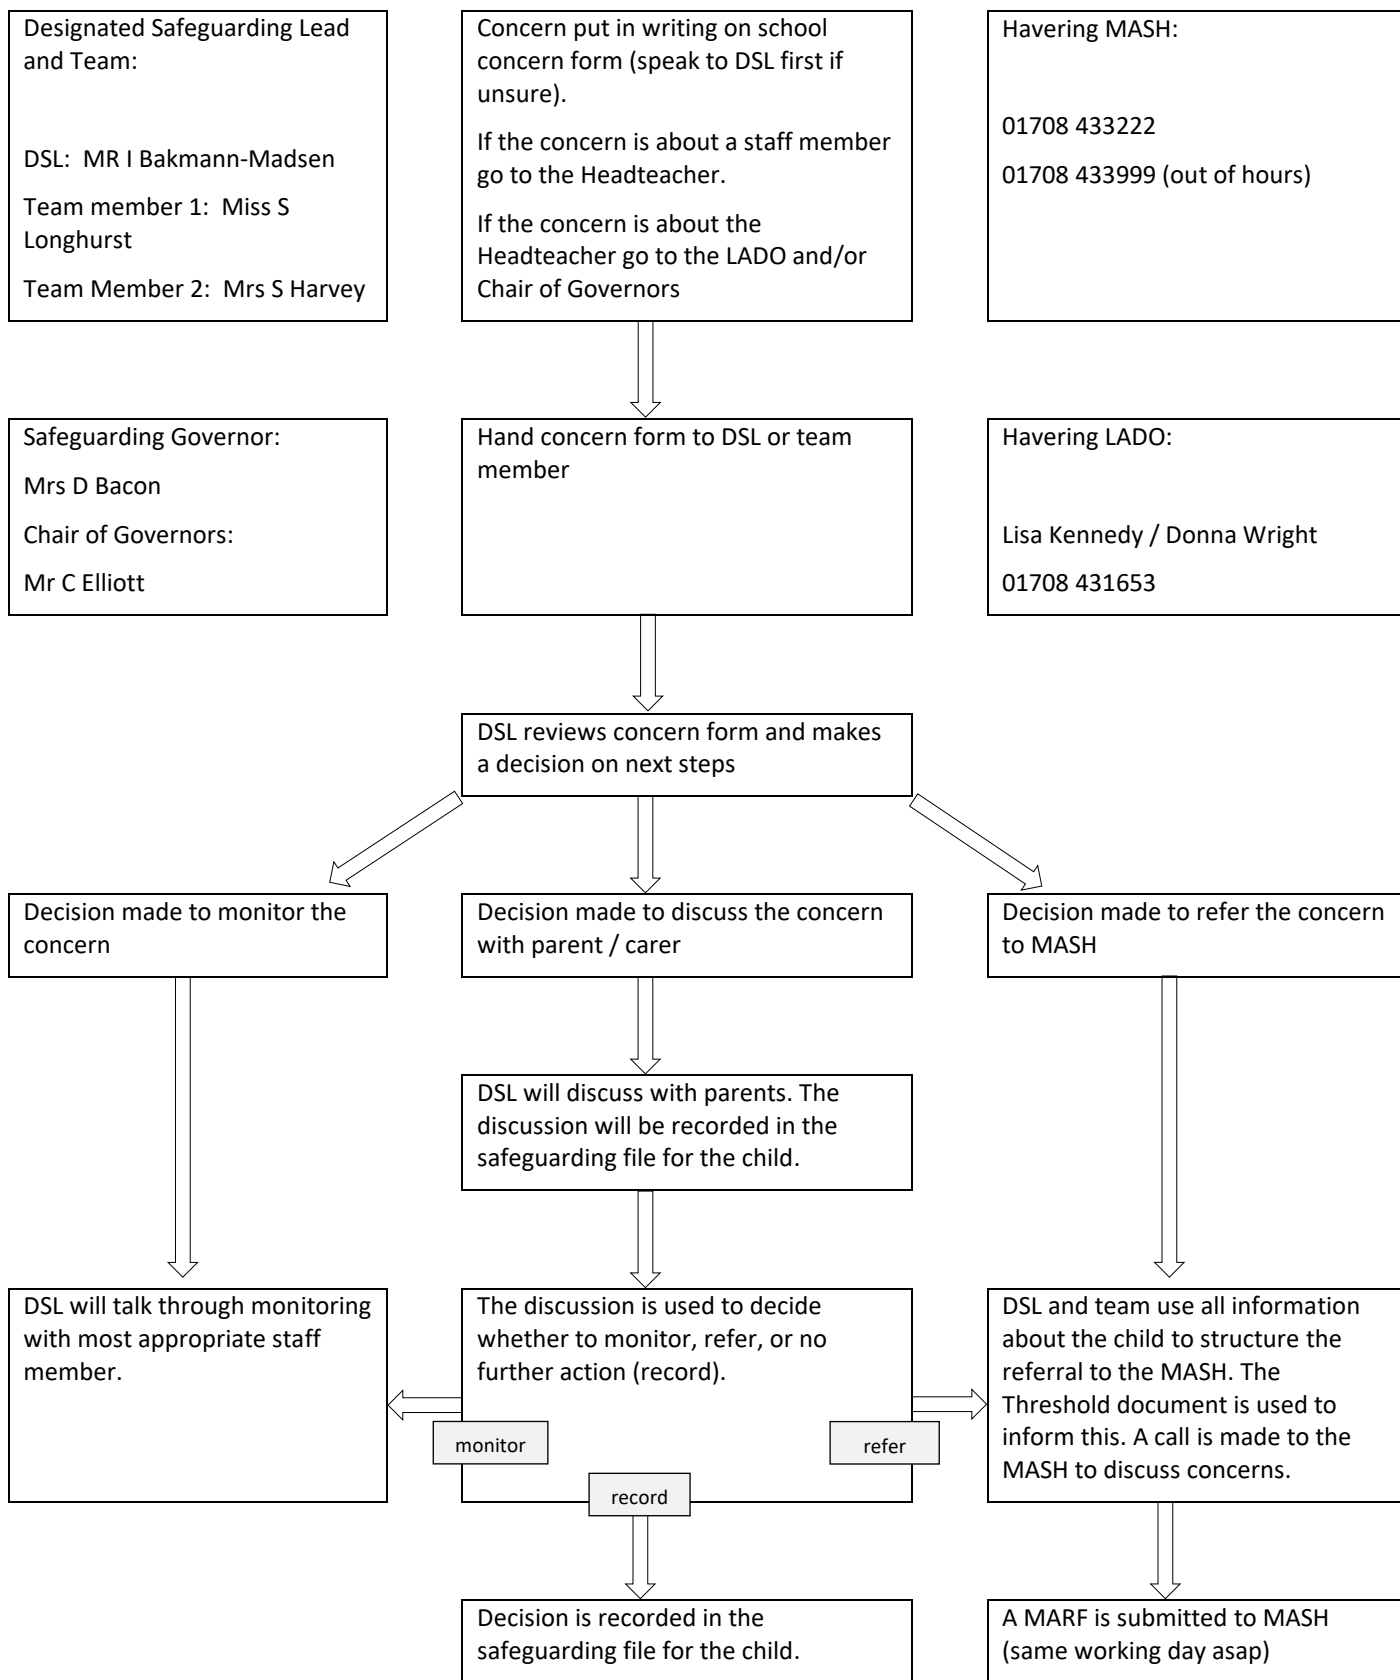 Designated Safeguarding Lead
and Team:
DSL:  MR I Bakmann-Madsen
Team member 1:  Miss S
Longhurst
Team Member 2:  Mrs S Harvey
Concern put in writing on school
concern form (speak to DSL first if
unsure).
If the concern is about a staff member
go to the Headteacher.
If the concern is about the
Headteacher go to the LADO and/or
Chair of Governors
Havering MASH:
01708 433222
01708 433999 (out of hours)
Safeguarding Governor:
Mrs D Bacon
Chair of Governors:
Mr C Elliott
Hand concern form to DSL or team
member
Havering LADO:
Lisa Kennedy / Donna Wright
01708 431653
DSL reviews concern form and makes
a decision on next steps
Decision made to monitor the
concern
Decision made to discuss the concern
with parent / carer
Decision made to refer the concern
to MASH
DSL will discuss with parents. The
discussion will be recorded in the
safeguarding file for the child.
DSL will talk through monitoring
with most appropriate staff
member.
The discussion is used to decide
whether to monitor, refer, or no
further action (record).
monitor
refer
record
DSL and team use all information
about the child to structure the
referral to the MASH. The
Threshold document is used to
inform this. A call is made to the
MASH to discuss concerns.
Decision is recorded in the
safeguarding file for the child.
A MARF is submitted to MASH
(same working day asap)